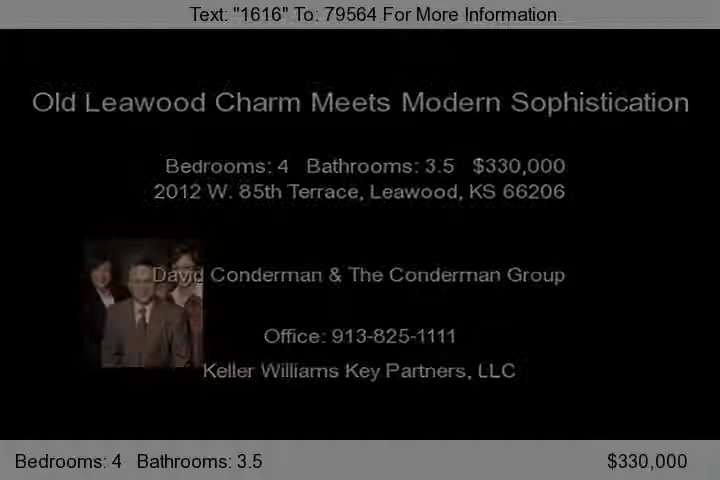 Text: "1616" To: 79564 For More Information
Old Leawood Charm Meets Modern Sophistication
Bedrooms: 4 Bathrooms: 3.5 $330,000
2012 W. 85th Terrace, Leawood, KS 66206
David Conderman & The Conderman Group
Office: 913-825-1111
Keller Williams Key Partners, LLC
Bedrooms: 4 Bathrooms: 3.5 $330,000